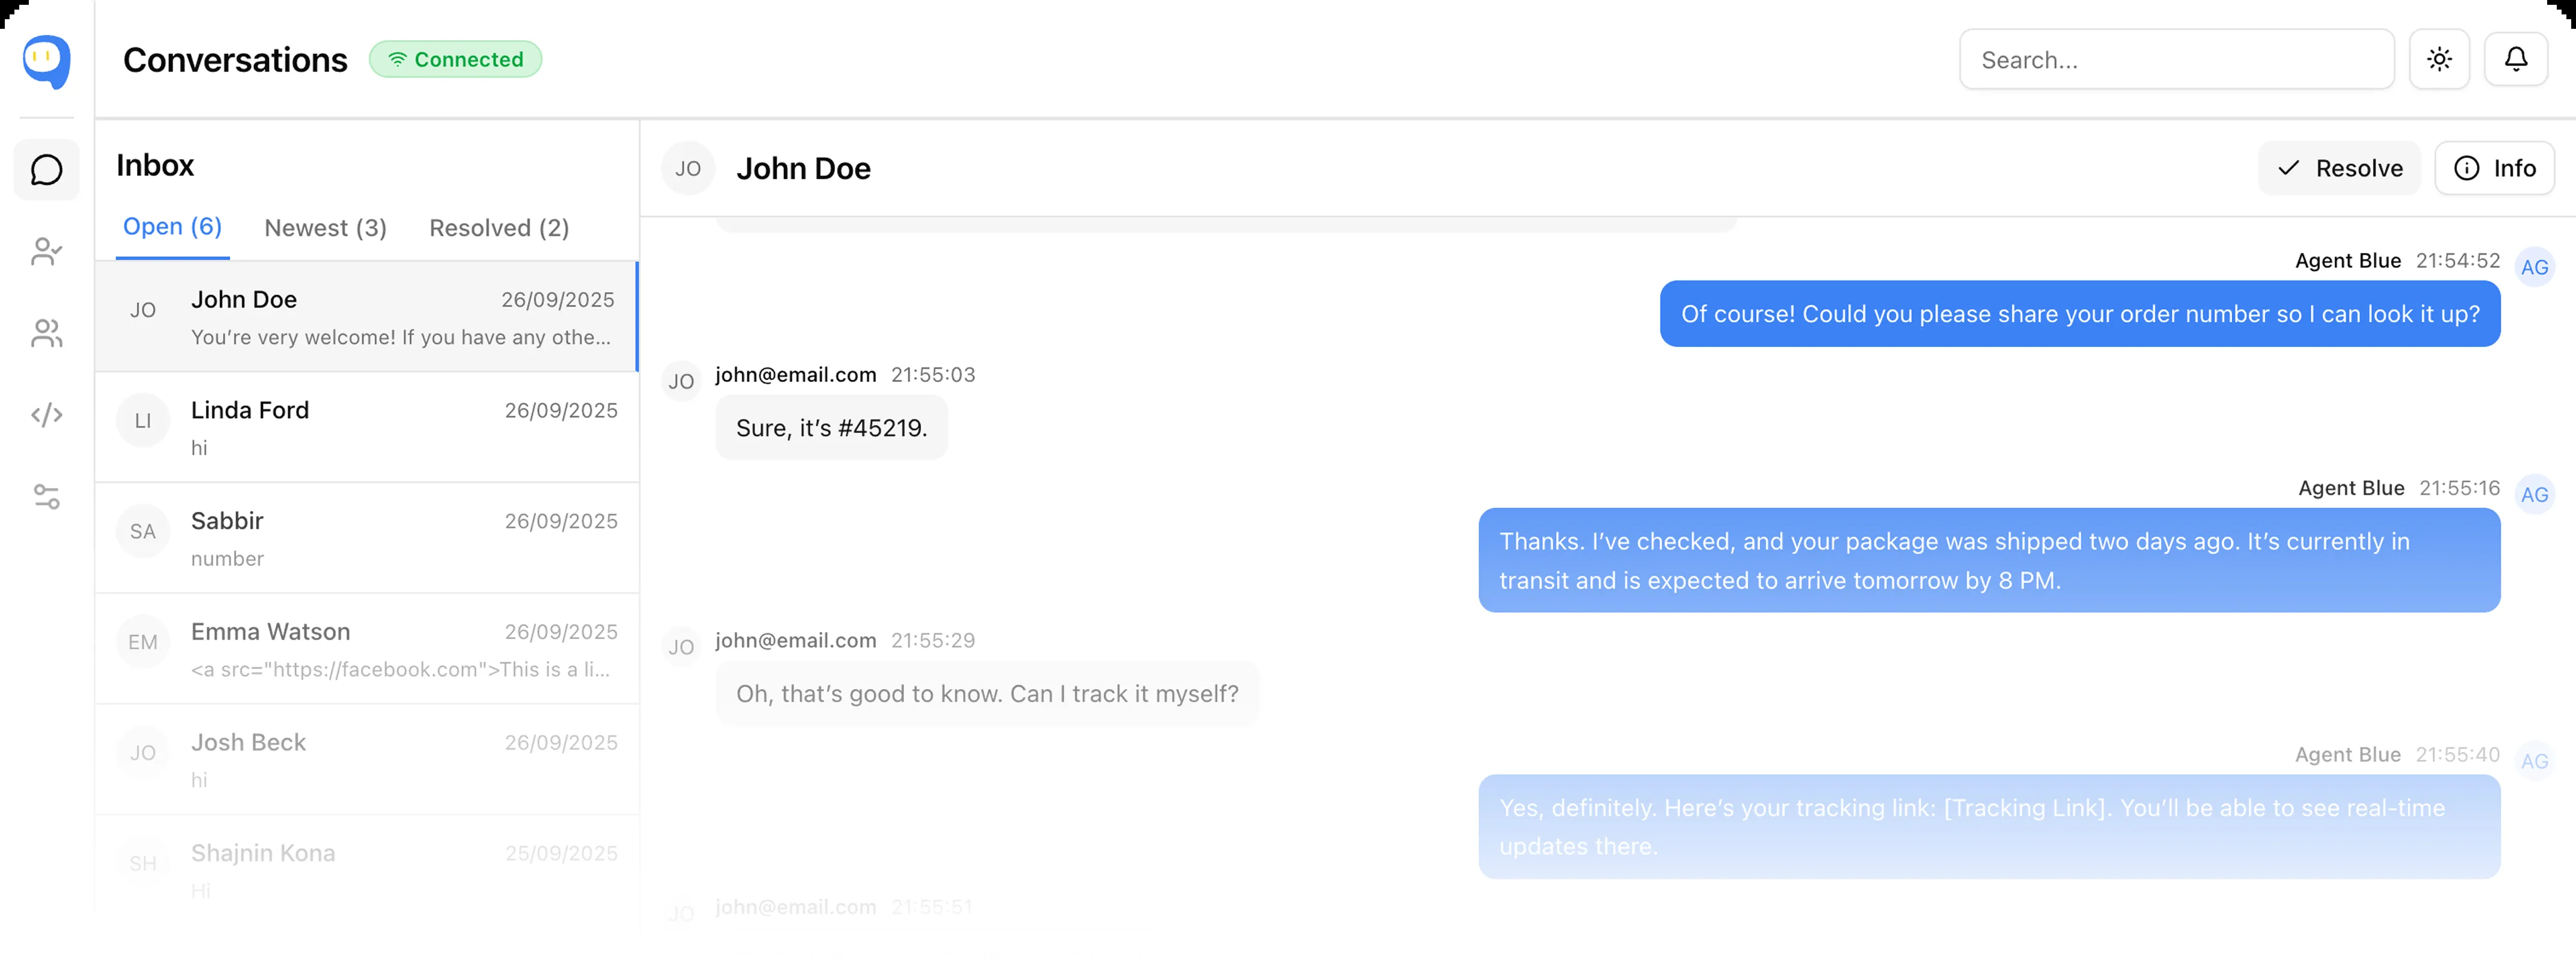 Conversations
Connected
Search...
Inbox
Open (6) Newest (3) Resolved (2)
JO
John Doe 26/09/2025
You’re very welcome! If you have any othe...
LI
Linda Ford 26/09/2025
hi
SA
Sabbir 26/09/2025
number
EM
Emma Watson 26/09/2025
<a src="https://facebook.com">This is a li...
JO
Josh Beck 26/09/2025
hi
SH
Shajnin Kona 25/09/2025
Hi
JO
John Doe
Resolve
Info
Agent Blue 21:54:52
AG
Of course! Could you please share your order number so I can look it up?
JO
john@email.com 21:55:03
Sure, it’s #45219.
Agent Blue 21:55:16
AG
Thanks. I’ve checked, and your package was shipped two days ago. It’s currently in
transit and is expected to arrive tomorrow by 8 PM.
JO
john@email.com 21:55:29
Oh, that’s good to know. Can I track it myself?
Agent Blue 21:55:40
AG
Yes, definitely. Here’s your tracking link: [Tracking Link]. You’ll be able to see real-time
updates there.
JO
john@email.com 21:55:51